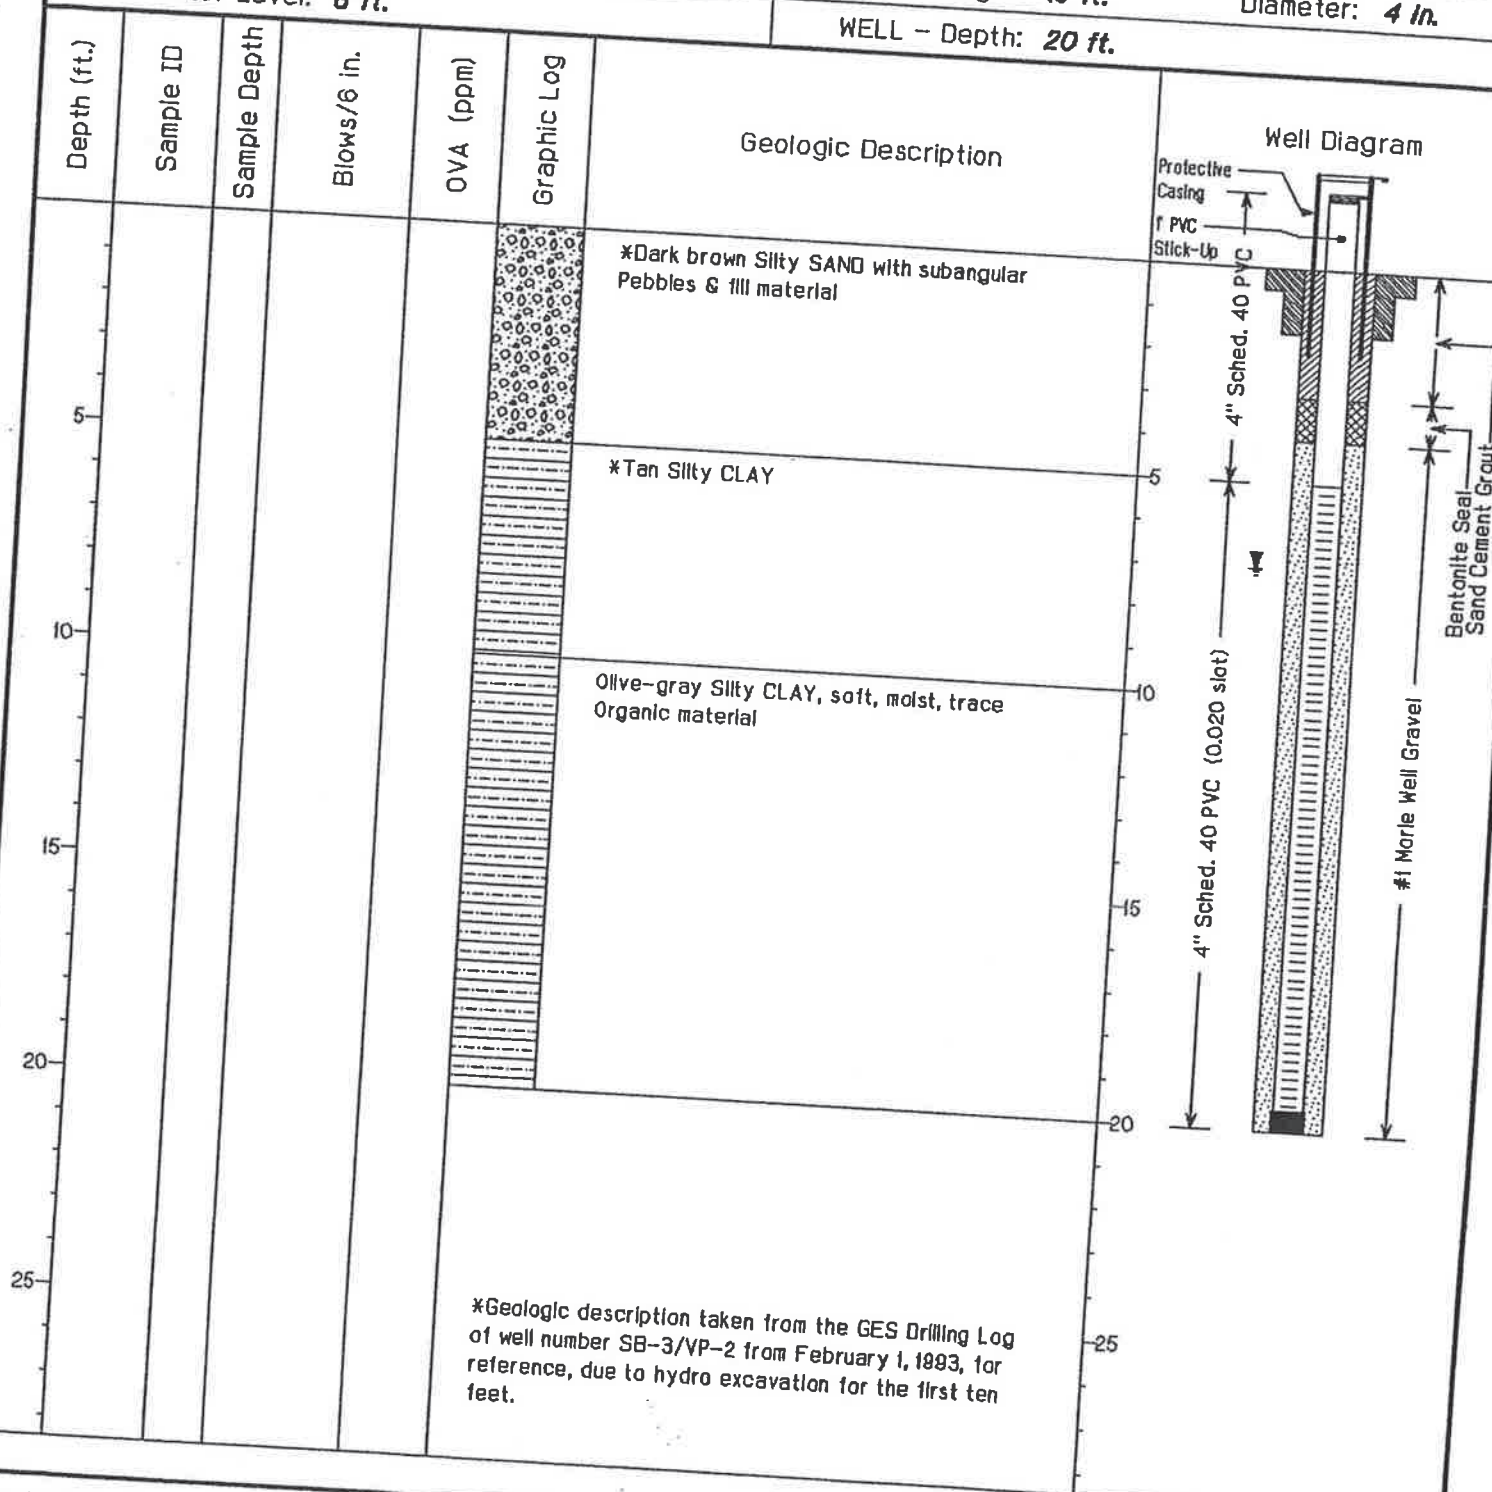 Level: 6 ft.
ft.
Diameter: 4 in.
WELL - Depth: 20 ft.
Depth (ft.)
Sample ID
Sample Depth
Blows/6 in.
OVA (ppm)
Graphic Log
Geologic Description
Well Diagram
Protective
Casing
1' PVC
Stick-Up
*Dark brown Silty SAND with subangular
Pebbles & fill material
*Tan Silty CLAY
Olive-gray Silty CLAY, soft, moist, trace
Organic material
5
10
15
20
25
5
10
15
20
25
4" Sched. 40 PVC
4" Sched. 40 PVC (0.020 slot)
#1 Morie Well Gravel
Bentonite Seal
Sand Cement Grout
*Geologic description taken from the GES Drilling Log
of well number SB-3/VP-2 from February 1, 1993, for
reference, due to hydro excavation for the first ten
feet.